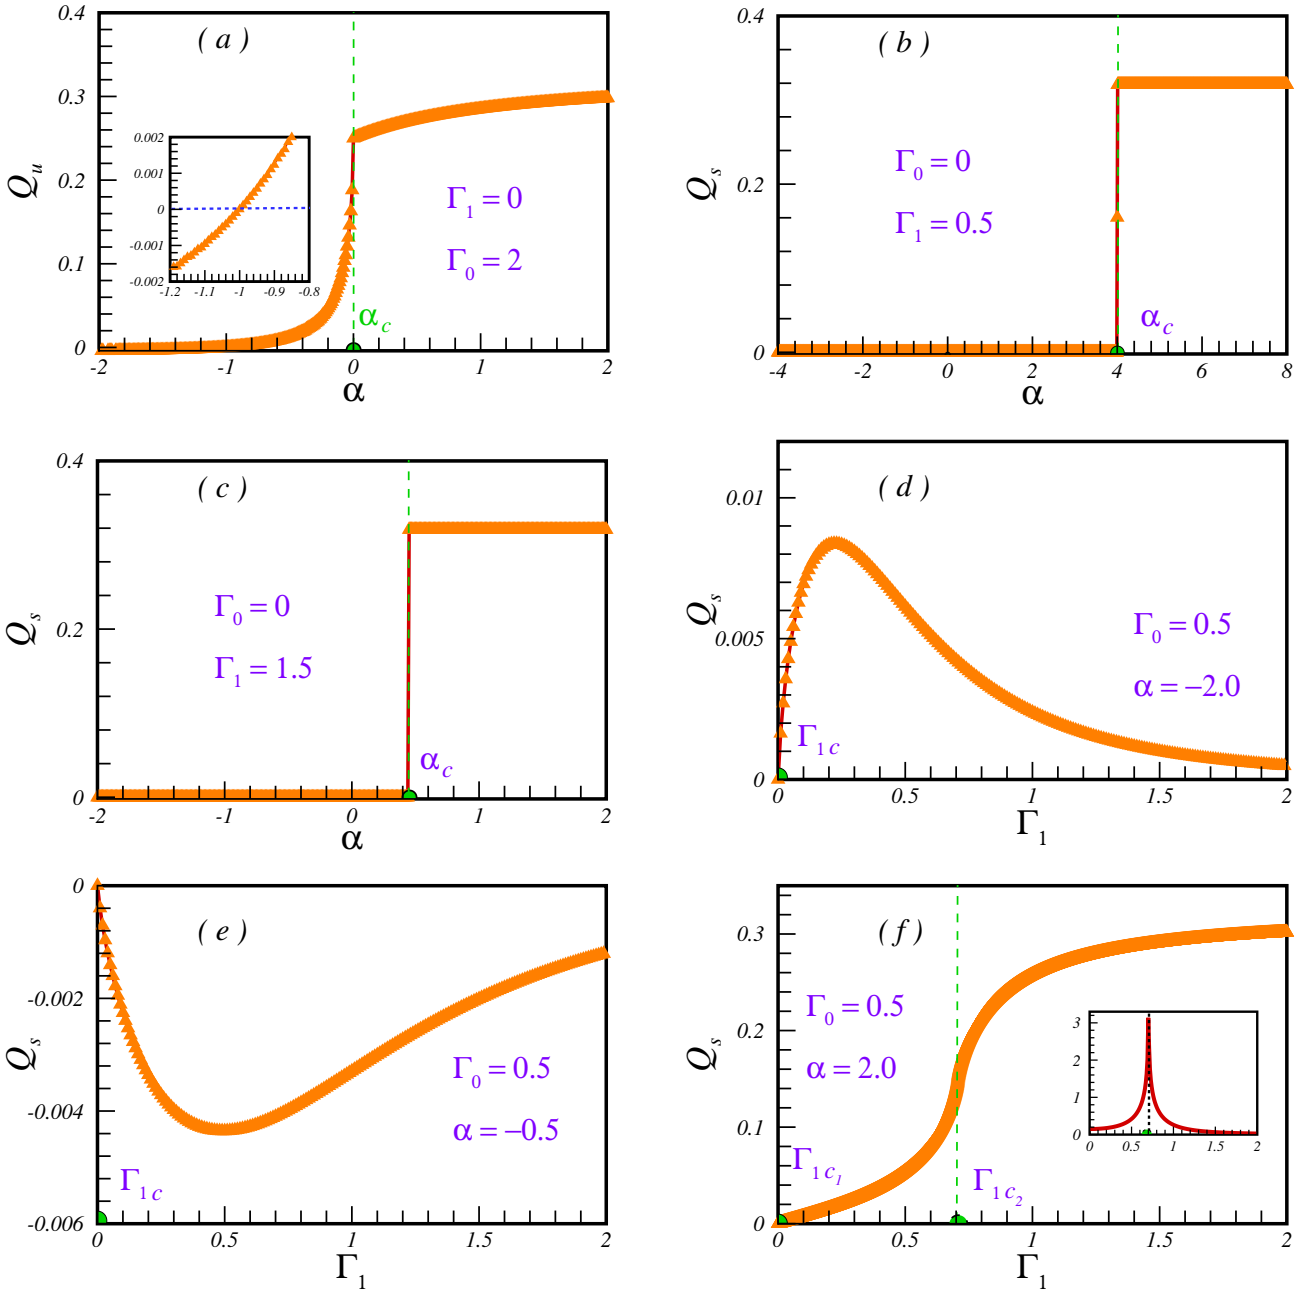 ( a )
0.4
0.3
0.2
0.1
0
Q_u
0.002
0.001
0
-0.001
-0.002
-1.2 -1.1 -1 -0.9 -0.8
Γ_1 = 0
Γ_0 = 2
α_c
-2 -1 0 1 2
α
( b )
0.4
0.2
0
Q_s
Γ_0 = 0
Γ_1 = 0.5
α_c
-4 -2 0 2 4 6 8
α
( c )
0.4
0.2
0
Q_s
Γ_0 = 0
Γ_1 = 1.5
α_c
-2 -1 0 1 2
α
( d )
0.01
0.005
0
Q_s
Γ_0 = 0.5
α = −2.0
Γ_1c
0 0.5 1 1.5 2
Γ_1
( e )
0
-0.002
-0.004
-0.006
Q_s
Γ_0 = 0.5
α = −0.5
Γ_1c
0 0.5 1 1.5 2
Γ_1
( f )
0.3
0.2
0.1
0
Q_s
Γ_0 = 0.5
α = 2.0
3
2
1
0
0 0.5 1 1.5 2
Γ_1c_1
Γ_1c_2
0 0.5 1 1.5 2
Γ_1